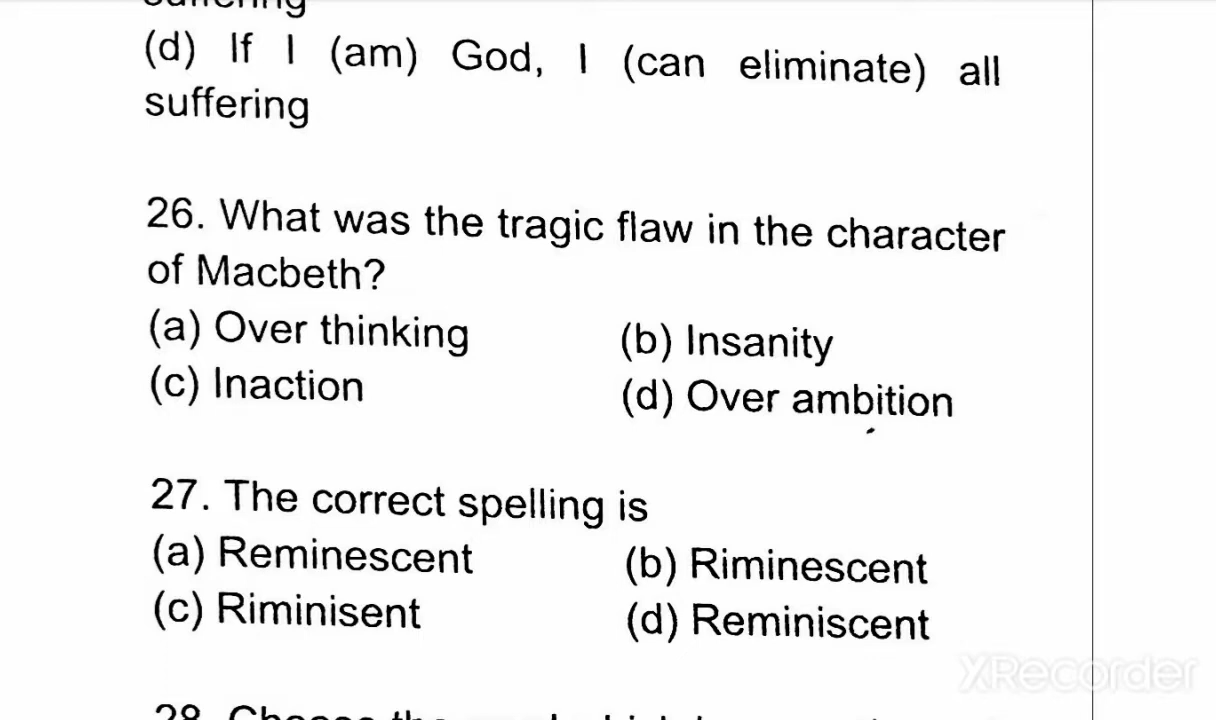 (d) If I (am) God, I (can eliminate) all
suffering
26. What was the tragic flaw in the character
of Macbeth?
(a) Over thinking (b) Insanity
(c) Inaction (d) Over ambition
27. The correct spelling is
(a) Reminescent (b) Riminescent
(c) Riminisent (d) Reminiscent
XRecorder